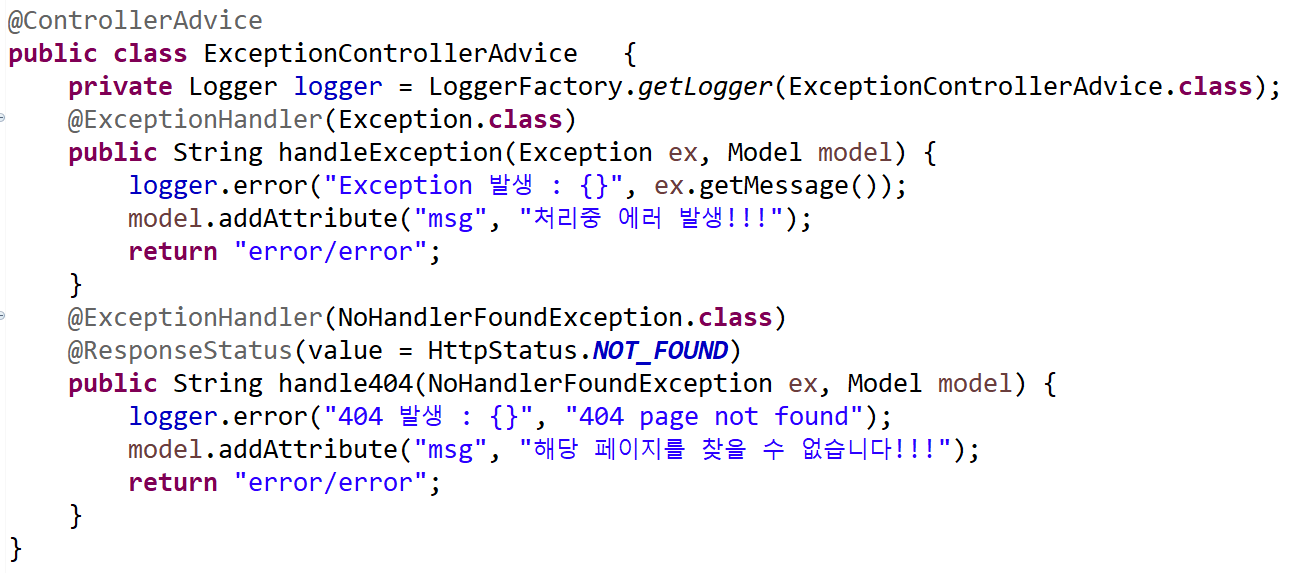 @ControllerAdvice
public class ExceptionControllerAdvice   {
    private Logger logger = LoggerFactory.getLogger(ExceptionControllerAdvice.class);
    @ExceptionHandler(Exception.class)
    public String handleException(Exception ex, Model model) {
        logger.error("Exception 발생 : {}", ex.getMessage());
        model.addAttribute("msg", "처리중 에러 발생!!!");
        return "error/error";
    }
    @ExceptionHandler(NoHandlerFoundException.class)
    @ResponseStatus(value = HttpStatus.NOT_FOUND)
    public String handle404(NoHandlerFoundException ex, Model model) {
        logger.error("404 발생 : {}", "404 page not found");
        model.addAttribute("msg", "해당 페이지를 찾을 수 없습니다!!!");
        return "error/error";
    }
}